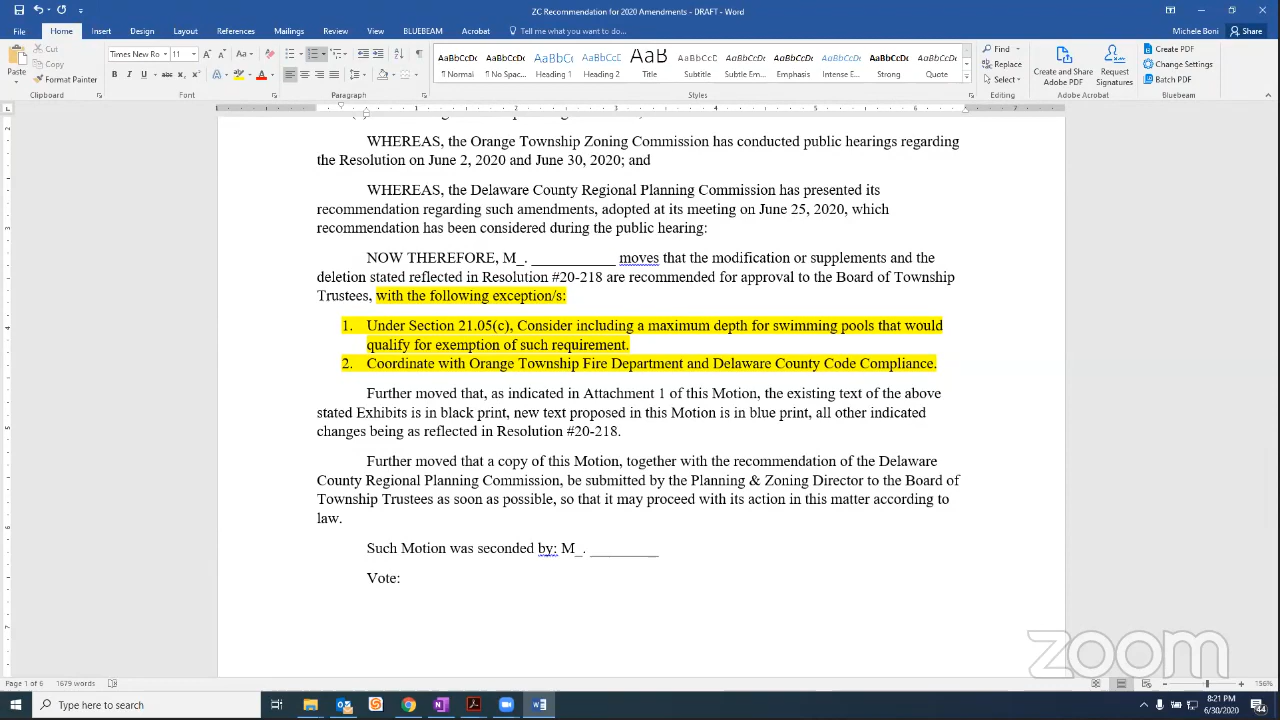 ZC Recommendation for 2020 Amendments - DRAFT - Word
Michele Boni
Share
File Home Insert Design Layout References Mailings Review View BLUEBEAM Acrobat Tell me what you want to do...
Paste
Cut
Copy
Format Painter
Clipboard
Times New Ro 11
Font
Paragraph
AaBbCcDc AaBbCcDc AaBbC( AaBbCcC AaB AaBbCcD AaBbCcDc AaBbCcDc AaBbCcDc AaBbCcDc AaBbCcDc
¶ Normal ¶ No Spac... Heading 1 Heading 2 Title Subtitle Subtle Em... Emphasis Intense E... Strong Quote
Styles
Find
Replace
Select
Editing
Create and Share Adobe PDF
Request Signatures
Adobe Acrobat
Create PDF
Change Settings
Batch PDF
Bluebeam
WHEREAS, the Orange Township Zoning Commission has conducted public hearings regarding
the Resolution on June 2, 2020 and June 30, 2020; and
WHEREAS, the Delaware County Regional Planning Commission has presented its
recommendation regarding such amendments, adopted at its meeting on June 25, 2020, which
recommendation has been considered during the public hearing:
NOW THEREFORE, M_. ___________ moves that the modification or supplements and the
deletion stated reflected in Resolution #20-218 are recommended for approval to the Board of Township
Trustees, with the following exception/s:
1. Under Section 21.05(c), Consider including a maximum depth for swimming pools that would
qualify for exemption of such requirement.
2. Coordinate with Orange Township Fire Department and Delaware County Code Compliance.
Further moved that, as indicated in Attachment 1 of this Motion, the existing text of the above
stated Exhibits is in black print, new text proposed in this Motion is in blue print, all other indicated
changes being as reflected in Resolution #20-218.
Further moved that a copy of this Motion, together with the recommendation of the Delaware
County Regional Planning Commission, be submitted by the Planning & Zoning Director to the Board of
Township Trustees as soon as possible, so that it may proceed with its action in this matter according to
law.
Such Motion was seconded by: M_. _________
Vote:
zoom
Page 1 of 6 1679 words
156%
Type here to search
8:21 PM
6/30/2020